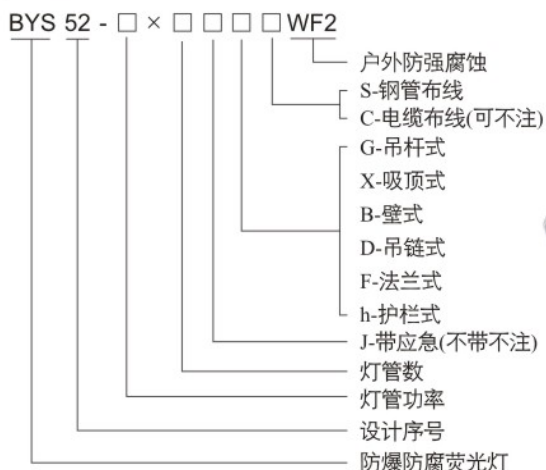 BYS 52 - □ × □ □ □ □ WF2
户外防强腐蚀
S-钢管布线
C-电缆布线(可不注)
G-吊杆式
X-吸顶式
B-壁式
D-吊链式
F-法兰式
h-护栏式
J-带应急(不带不注)
灯管数
灯管功率
设计序号
防爆防腐荧光灯